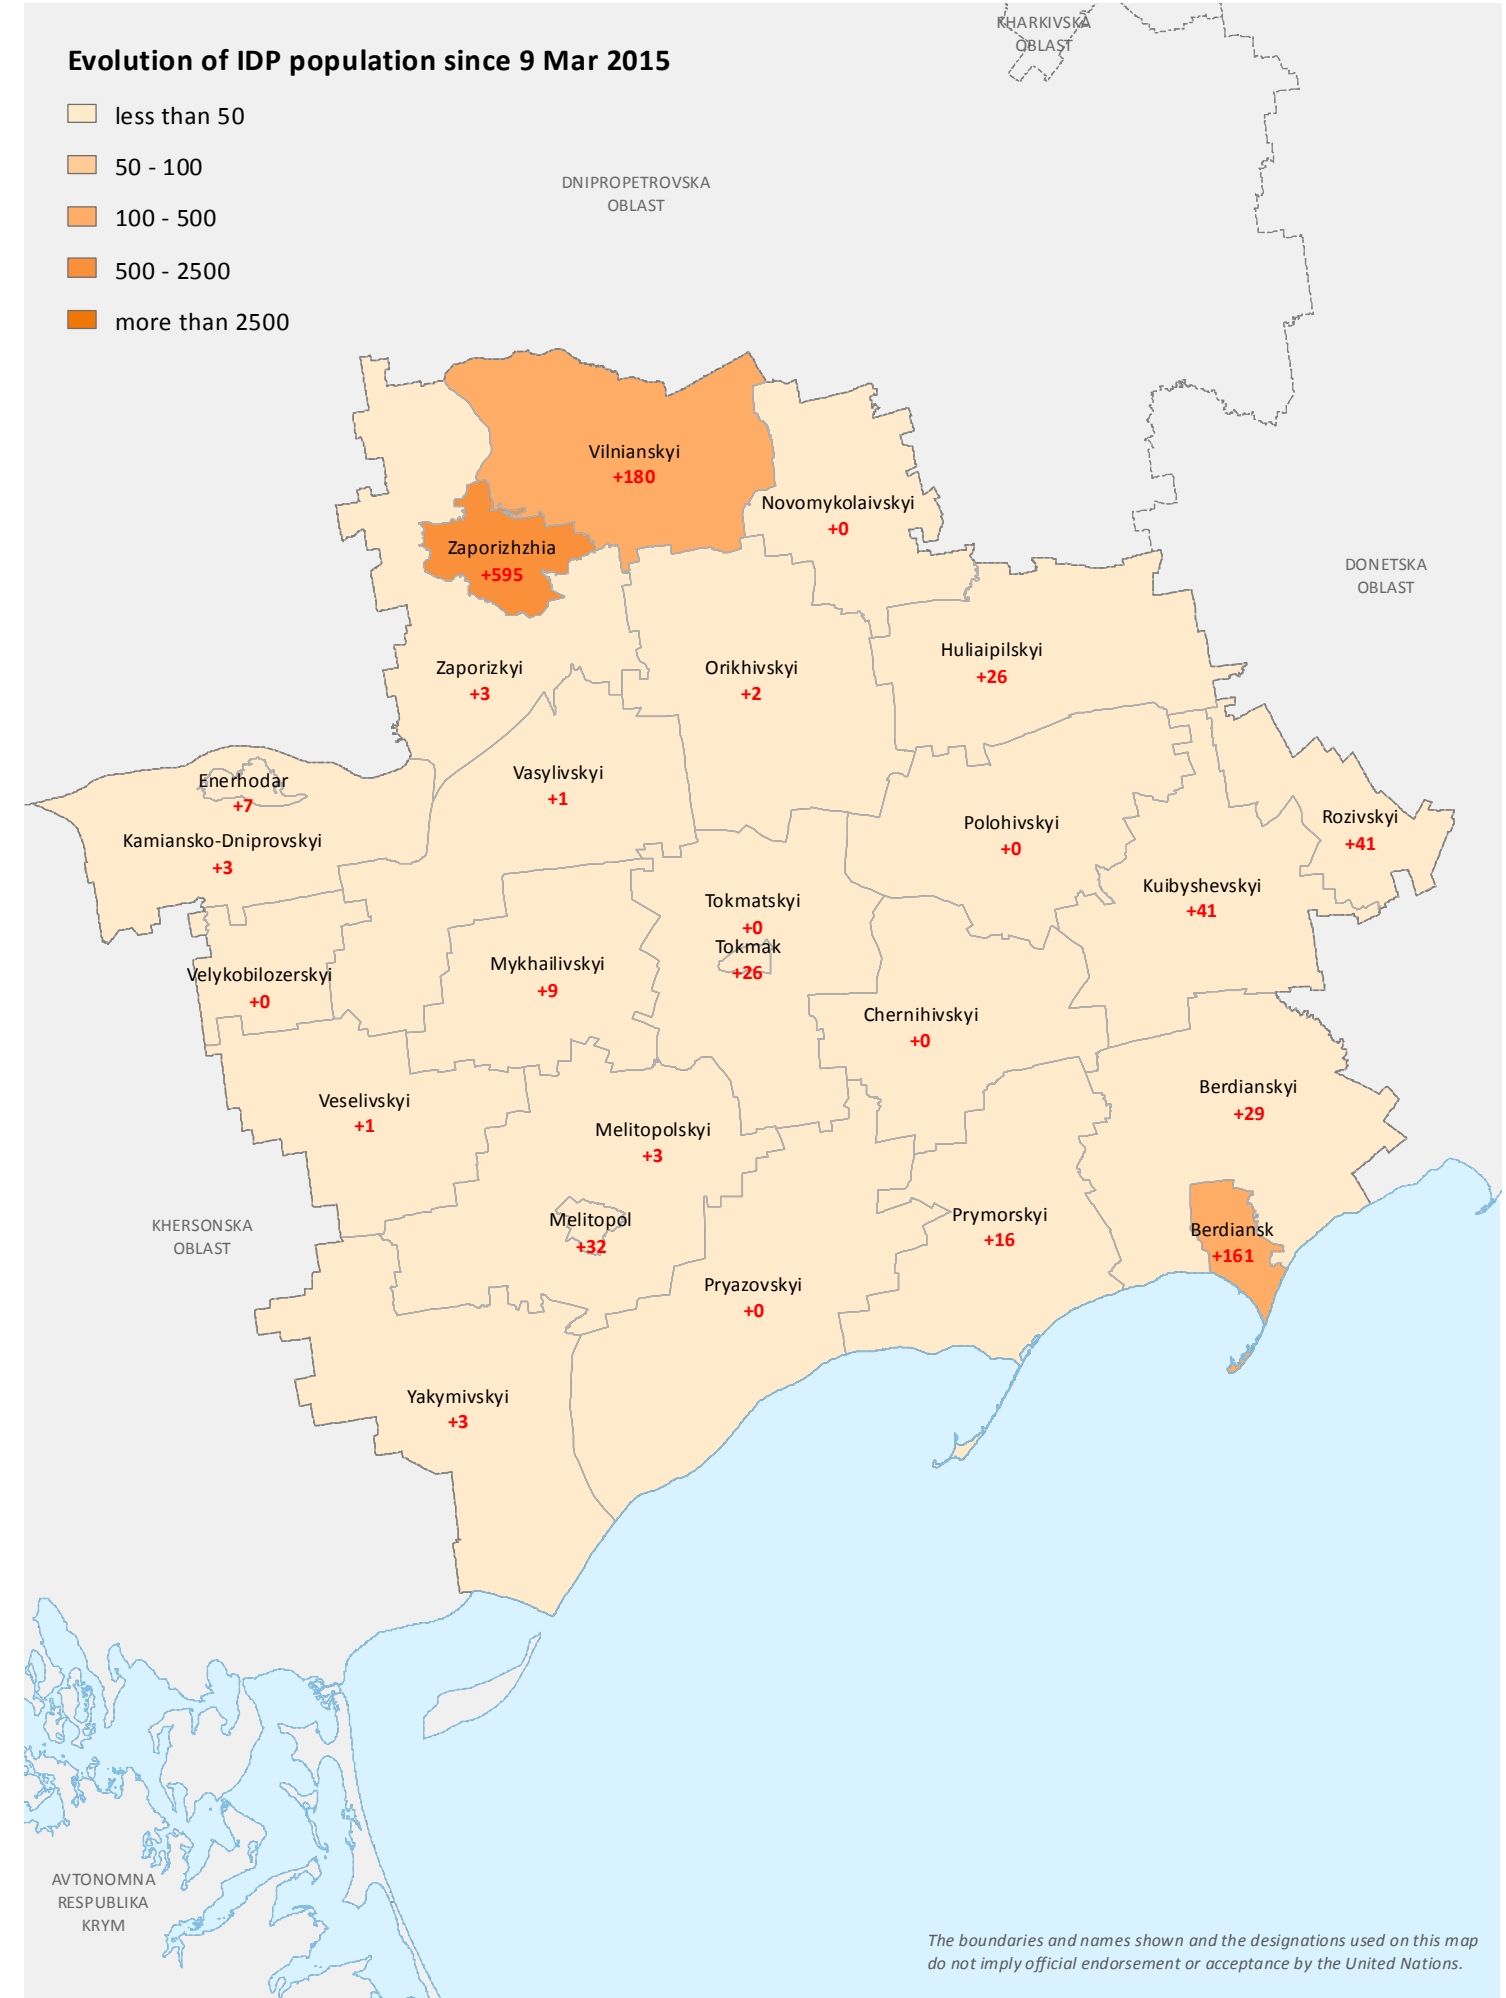 KHARKIVSKA
OBLAST
Evolution of IDP population since 9 Mar 2015
less than 50
50 - 100
100 - 500
500 - 2500
more than 2500
DNIPROPETROVSKA
OBLAST
Vilnianskyi
+180
Novomykolaivskyi
+0
Zaporizhzhia
+595
DONETSKA
OBLAST
Huliaipilskyi
+26
Zaporizkyi
+3
Orikhivskyi
+2
Enerhodar
+7
Vasylivskyi
+1
Kamiansko-Dniprovskyi
+3
Polohivskyi
+0
Rozivskyi
+41
Kuibyshevskyi
+41
Tokmatskyi
+0
Tokmak
+26
Velykobilozerskyi
+0
Mykhailivskyi
+9
Chernihivskyi
+0
Veselivskyi
+1
Melitopolskyi
+3
Berdianskyi
+29
KHERSONSKA
OBLAST
Melitopol
+32
Prymorskyi
+16
Berdiansk
+161
Pryazovskyi
+0
Yakymivskyi
+3
AVTONOMNA
RESPUBLIKA
KRYM
The boundaries and names shown and the designations used on this map
do not imply official endorsement or acceptance by the United Nations.